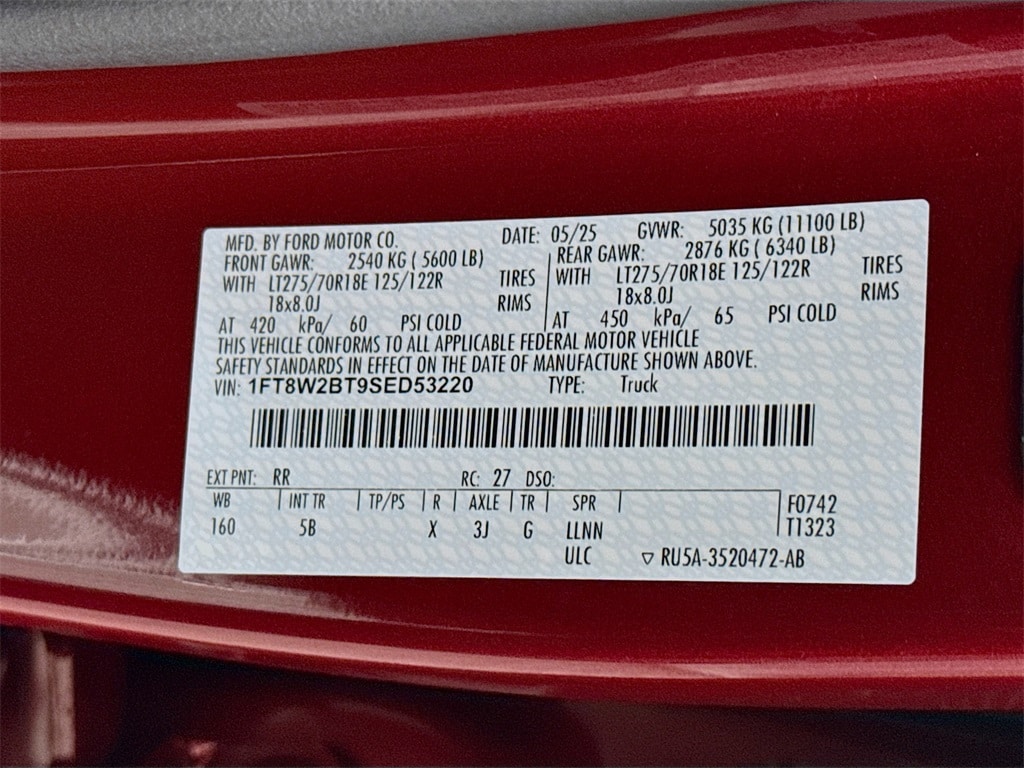 MFD. BY FORD MOTOR CO. DATE: 05/25 GVWR: 5035 KG (11100 LB)
FRONT GAWR: 2540 KG ( 5600 LB) REAR GAWR: 2876 KG ( 6340 LB)
WITH LT275/70R18E 125/122R TIRES WITH LT275/70R18E 125/122R TIRES
18x8.0J RIMS 18x8.0J RIMS
AT 420 kPa/ 60 PSI COLD AT 450 kPa/ 65 PSI COLD
THIS VEHICLE CONFORMS TO ALL APPLICABLE FEDERAL MOTOR VEHICLE
SAFETY STANDARDS IN EFFECT ON THE DATE OF MANUFACTURE SHOWN ABOVE.
VIN: 1FT8W2BT9SED53220 TYPE: Truck
EXT PNT: RR RC: 27 DSO:
WB INT TR TP/PS R AXLE TR SPR F0742
160 5B X 3J G LLNN T1323
ULC ▽ RU5A-3520472-AB